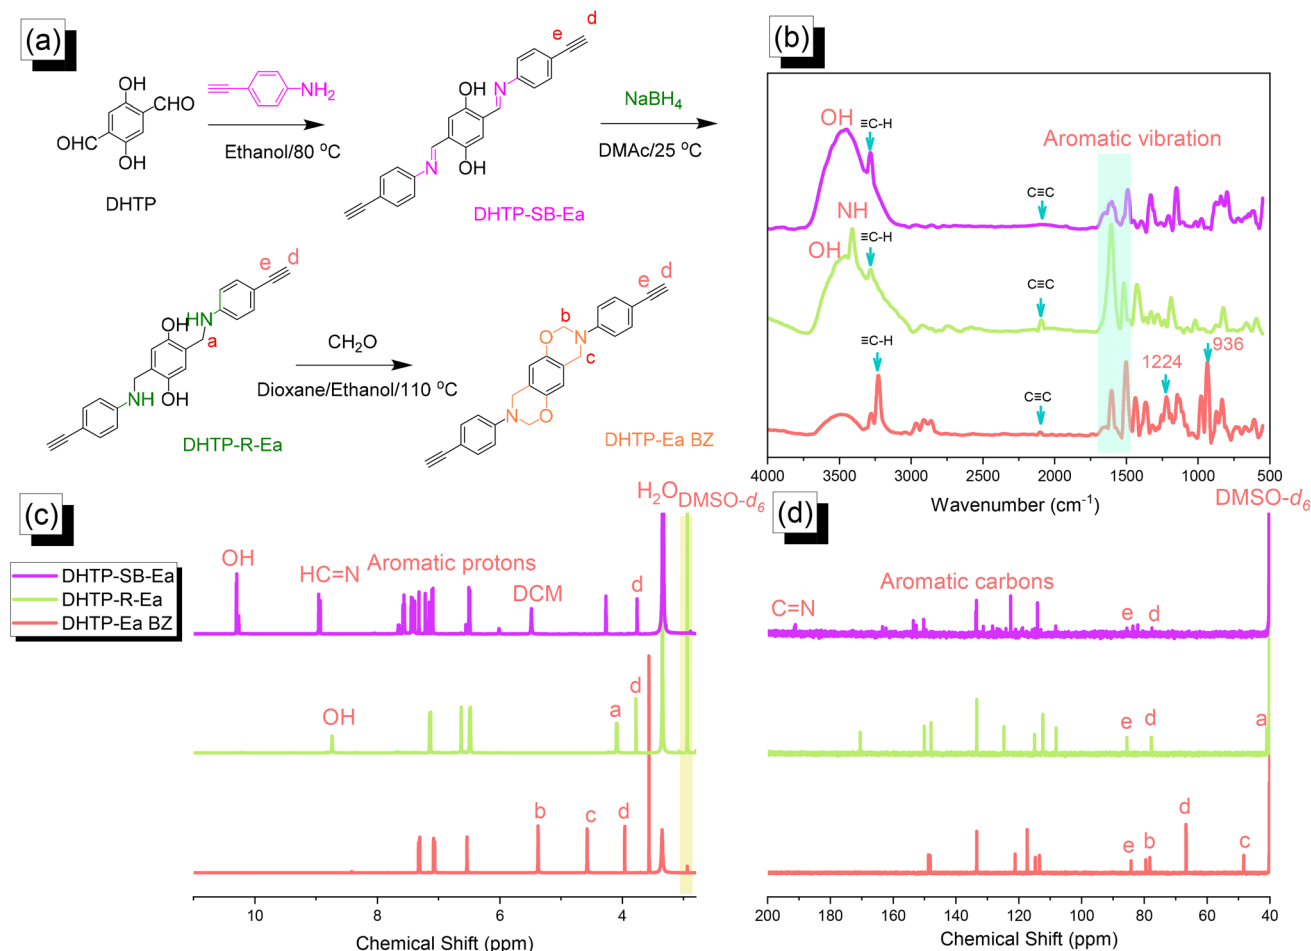 (a)
CHO
OH
CHO
OH
DHTP
NH2
Ethanol/80 °C
e d
OH
N
N
OH
DHTP-SB-Ea
NaBH4
DMAc/25 °C
e d
HN
OH
a
OH
NH
DHTP-R-Ea
CH2O
Dioxane/Ethanol/110 °C
e d
b
O N
c
N O
DHTP-Ea BZ
(b)
OH
≡C-H
C≡C
Aromatic vibration
NH
OH
≡C-H
C≡C
≡C-H
C≡C
1224
936
4000 3500 3000 2500 2000 1500 1000 500
Wavenumber (cm-1)
(c)
DHTP-SB-Ea
DHTP-R-Ea
DHTP-Ea BZ
OH
HC=N
Aromatic protons
DCM
d
H2O
DMSO-d6
OH
a
d
b
c
d
10 8 6 4
Chemical Shift (ppm)
(d)
DMSO-d6
C=N
Aromatic carbons
e
d
e
d
a
e
b
d
c
200 180 160 140 120 100 80 60 40
Chemical Shift (ppm)